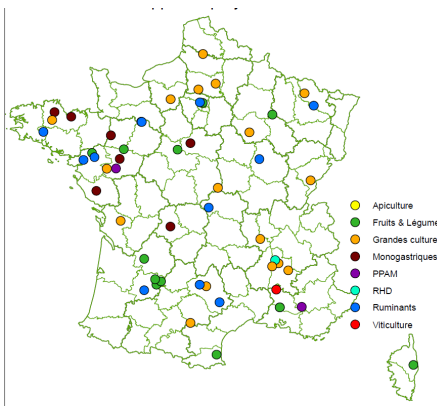 Apiculture
Fruits & Légume
Grandes culture
Monogastriques
PPAM
RHD
Ruminants
Viticulture